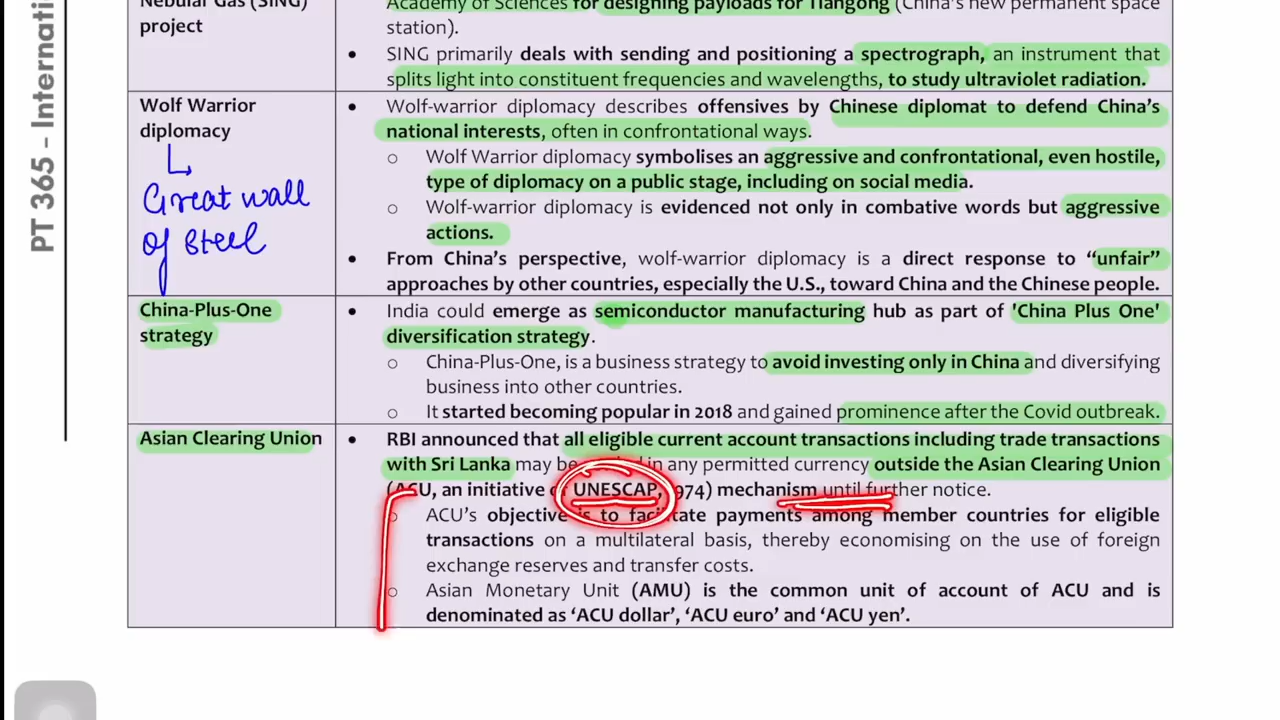 PT 365 - Internati
Nebular Gas (SING)
project
Academy of Sciences for designing payloads for Tiangong (China's new permanent space
station).
• SING primarily deals with sending and positioning a spectrograph, an instrument that
splits light into constituent frequencies and wavelengths, to study ultraviolet radiation.
Wolf Warrior
diplomacy
Great wall
of steel
• Wolf-warrior diplomacy describes offensives by Chinese diplomat to defend China's
national interests, often in confrontational ways.
o Wolf Warrior diplomacy symbolises an aggressive and confrontational, even hostile,
type of diplomacy on a public stage, including on social media.
o Wolf-warrior diplomacy is evidenced not only in combative words but aggressive
actions.
• From China's perspective, wolf-warrior diplomacy is a direct response to “unfair”
approaches by other countries, especially the U.S., toward China and the Chinese people.
China-Plus-One
strategy
• India could emerge as semiconductor manufacturing hub as part of 'China Plus One'
diversification strategy.
o China-Plus-One, is a business strategy to avoid investing only in China and diversifying
business into other countries.
o It started becoming popular in 2018 and gained prominence after the Covid outbreak.
Asian Clearing Union
• RBI announced that all eligible current account transactions including trade transactions
with Sri Lanka may be in any permitted currency outside the Asian Clearing Union
(ACU, an initiative UNESCAP, 1974) mechanism until further notice.
o ACU's objective is to facilitate payments among member countries for eligible
transactions on a multilateral basis, thereby economising on the use of foreign
exchange reserves and transfer costs.
o Asian Monetary Unit (AMU) is the common unit of account of ACU and is
denominated as ‘ACU dollar’, ‘ACU euro’ and ‘ACU yen’.